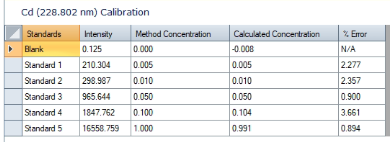 Cd (228.802 nm) Calibration
Standards Intensity Method Concentration Calculated Concentration % Error
Blank 0.125 0.000 -0.008 N/A
Standard 1 210.304 0.005 0.005 2.277
Standard 2 298.987 0.010 0.010 2.357
Standard 3 965.644 0.050 0.050 0.900
Standard 4 1847.762 0.100 0.104 3.661
Standard 5 16558.759 1.000 0.991 0.894